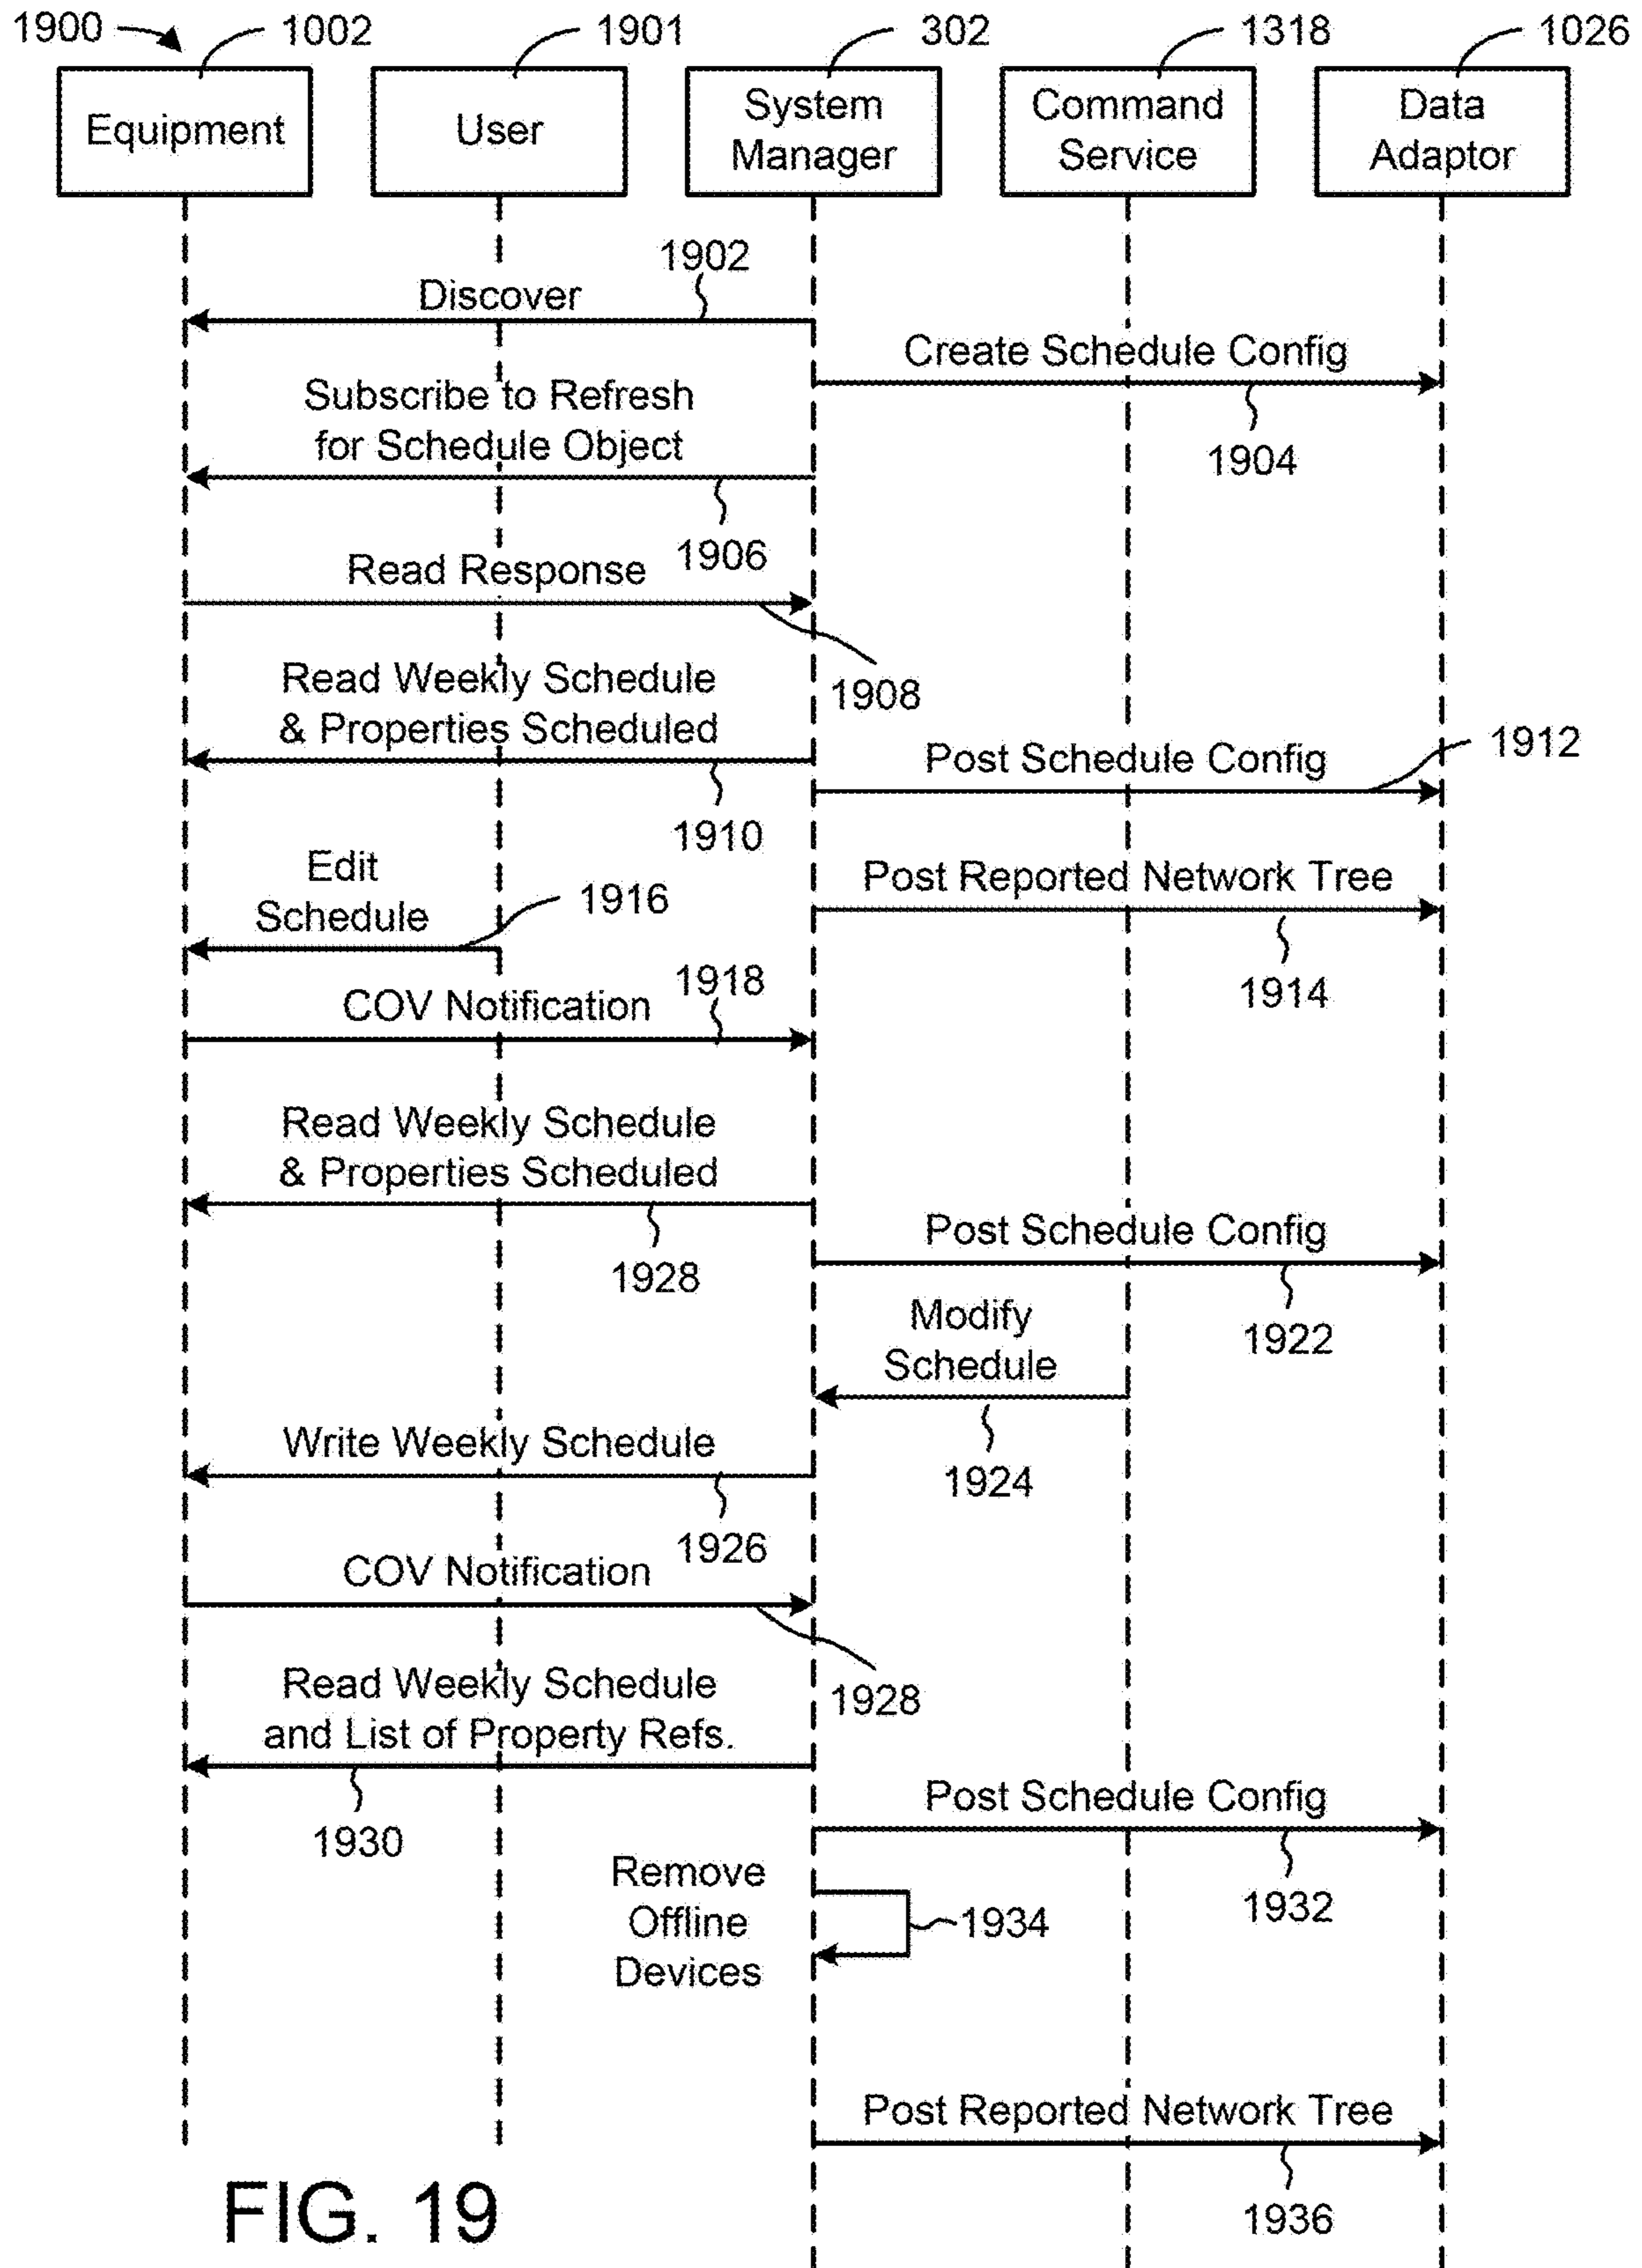 1900
1002
1901
302
1318
1026
Equipment
User
System
Manager
Command
Service
Data
Adaptor
1902
Discover
Create Schedule Config
1904
Subscribe to Refresh
for Schedule Object
1906
Read Response
1908
Read Weekly Schedule
& Properties Scheduled
1910
Post Schedule Config
1912
Post Reported Network Tree
1914
Edit
Schedule
1916
1918
COV Notification
Read Weekly Schedule
& Properties Scheduled
1928
Post Schedule Config
1922
Modify
Schedule
1924
Write Weekly Schedule
1926
COV Notification
1928
Read Weekly Schedule
and List of Property Refs.
1930
Post Schedule Config
1932
Remove
Offline
Devices
1934
Post Reported Network Tree
1936
FIG. 19